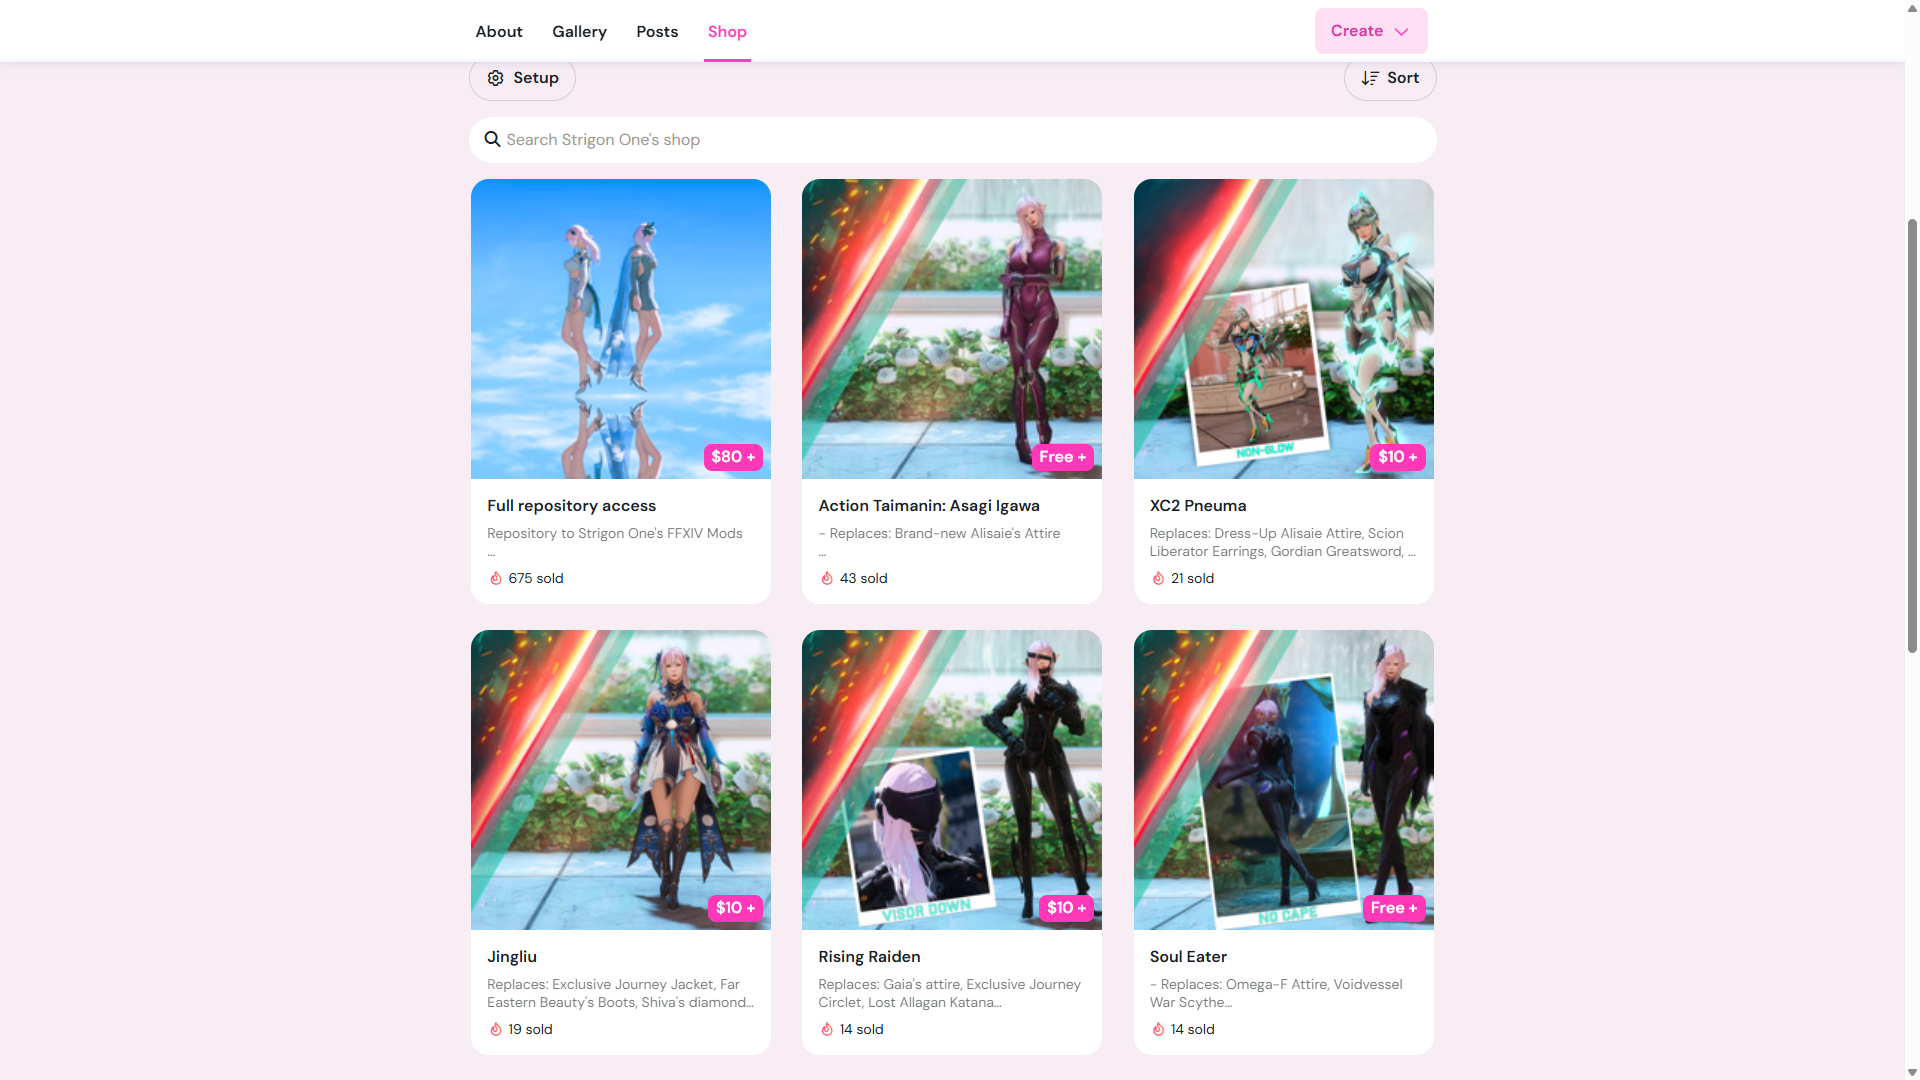 About
Gallery
Posts
Shop
Create
Setup
Sort
Search Strigon One's shop
$80 +
Free +
NON-GLOW
$10 +
Full repository access
Repository to Strigon One's FFXIV Mods
...
675 sold
Action Taimanin: Asagi Igawa
- Replaces: Brand-new Alisaie's Attire
...
43 sold
XC2 Pneuma
Replaces: Dress-Up Alisaie Attire, Scion
Liberator Earrings, Gordian Greatsword, ...
21 sold
$10 +
VISOR DOWN
$10 +
NO CAPE
Free +
Jingliu
Replaces: Exclusive Journey Jacket, Far
Eastern Beauty's Boots, Shiva's diamond...
19 sold
Rising Raiden
Replaces: Gaia's attire, Exclusive Journey
Circlet, Lost Allagan Katana...
14 sold
Soul Eater
- Replaces: Omega-F Attire, Voidvessel
War Scythe...
14 sold